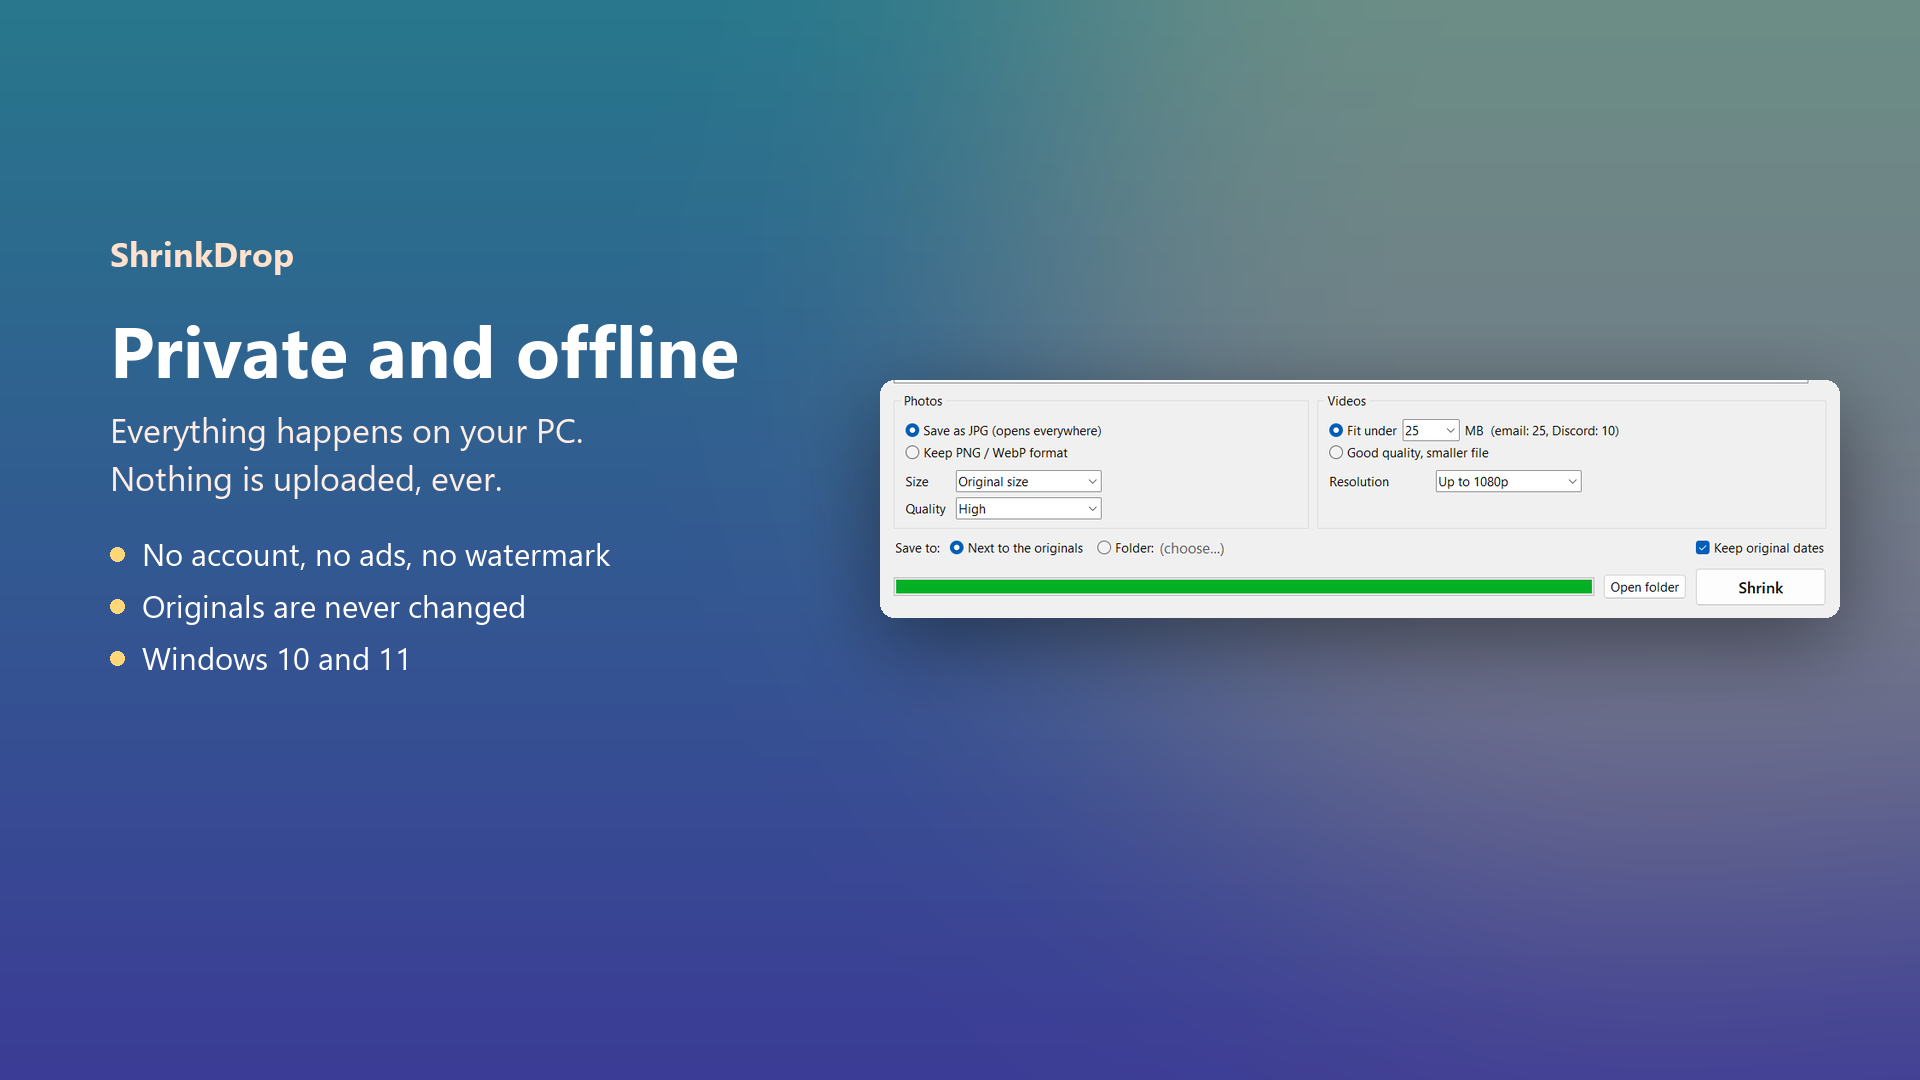 ShrinkDrop
Private and offline
Everything happens on your PC.
Nothing is uploaded, ever.
No account, no ads, no watermark
Originals are never changed
Windows 10 and 11
Photos
Save as JPG (opens everywhere)
Keep PNG / WebP format
Size Original size
Quality High
Videos
Fit under 25 MB (email: 25, Discord: 10)
Good quality, smaller file
Resolution Up to 1080p
Save to: Next to the originals Folder: (choose...) Keep original dates
Open folder Shrink